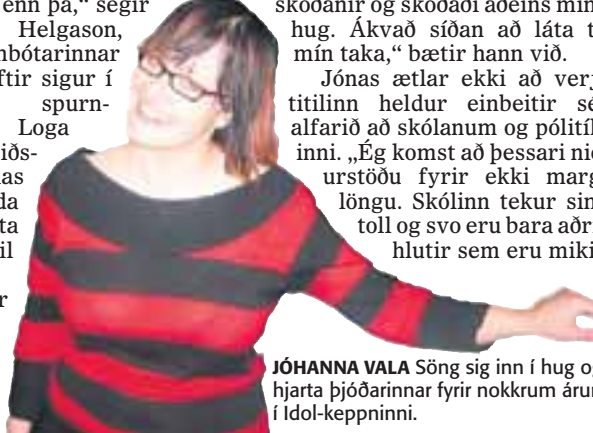 enn þá,“ segir
Helgason,
nbótarinnar
ftir sigur í
spurn-
Loga
iðs-
nas
da
ta
il
r
skoðanir og skoðaði aðeins min
hug. Ákvað síðan að láta t
mín taka,“ bætir hann við.
Jónas ætlar ekki að verj
titilinn heldur einbeitir sé
alfarið að skólanum og pólitík
inni. „Ég komst að þessari nið
urstöðu fyrir ekki marg
löngu. Skólinn tekur sin
toll og svo eru bara aðri
hlutir sem eru miki
JÓHANNA VALA Söng sig inn í hug og
hjarta þjóðarinnar fyrir nokkrum árum
í Idol-keppninni.